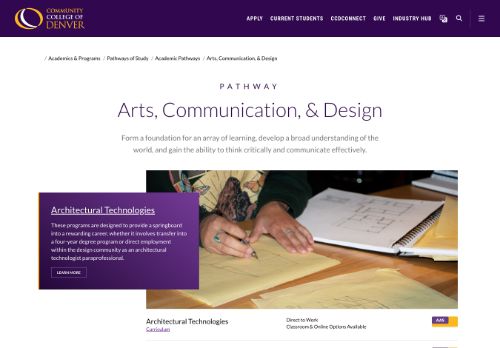 COMMUNITY
COLLEGE OF
DENVER
APPLY CURRENT STUDENTS CCDCONNECT GIVE INDUSTRY HUB
/ Academics & Programs / Pathways of Study / Academic Pathways / Arts, Communication, & Design
PATHWAY
Arts, Communication, & Design
Form a foundation for an array of learning, develop a broad understanding of the
world, and gain the ability to think critically and communicate effectively.
Architectural Technologies
These programs are designed to provide a springboard
into a rewarding career, whether it involves transfer into
a four-year degree program or direct employment
within the design community as an architectural
technologist paraprofessional.
LEARN MORE
Architectural Technologies
Curriculum
Direct to Work
Classroom & Online Options Available
AAS